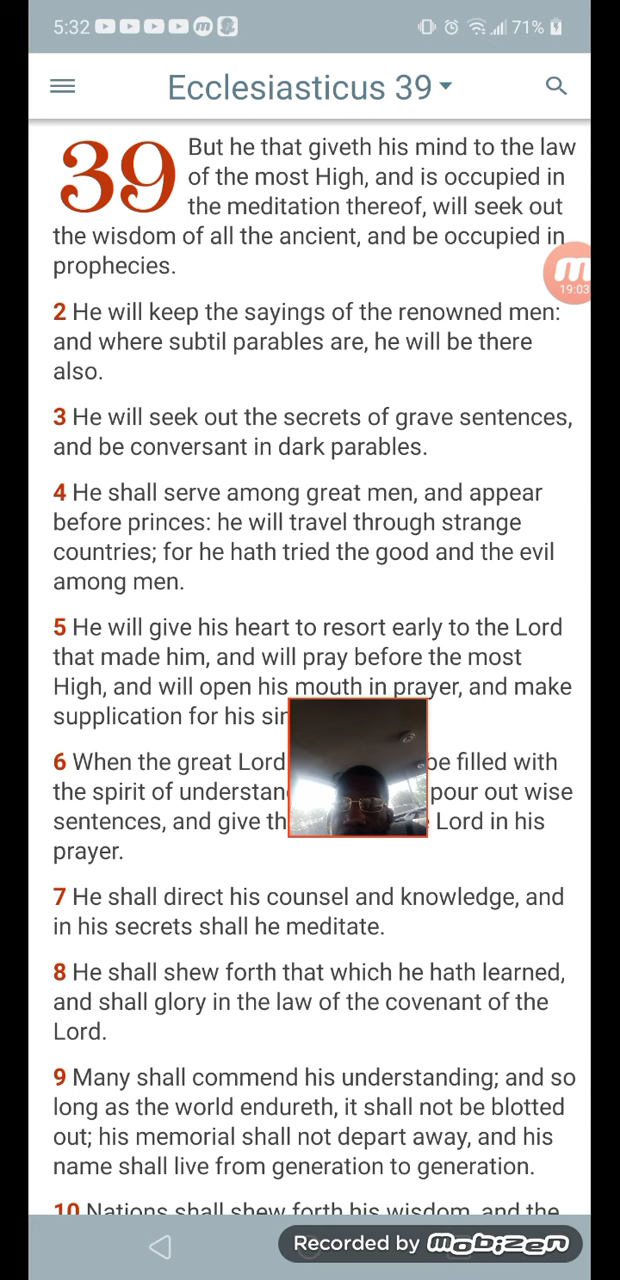 5:32
71%
Ecclesiasticus 39
39 But he that giveth his mind to the law
of the most High, and is occupied in
the meditation thereof, will seek out
the wisdom of all the ancient, and be occupied in
prophecies.
19:03
2 He will keep the sayings of the renowned men:
and where subtil parables are, he will be there
also.
3 He will seek out the secrets of grave sentences,
and be conversant in dark parables.
4 He shall serve among great men, and appear
before princes: he will travel through strange
countries; for he hath tried the good and the evil
among men.
5 He will give his heart to resort early to the Lord
that made him, and will pray before the most
High, and will open his mouth in prayer, and make
supplication for his
6 When the great Lord be filled with
the spirit of pour out wise
sentences, and give Lord in his
prayer.
7 He shall direct his counsel and knowledge, and
in his secrets shall he meditate.
8 He shall shew forth that which he hath learned,
and shall glory in the law of the covenant of the
Lord.
9 Many shall commend his understanding; and so
long as the world endureth, it shall not be blotted
out; his memorial shall not depart away, and his
name shall live from generation to generation.
10 Nations shall shew forth his wisdom, and the
Recorded by mobizen